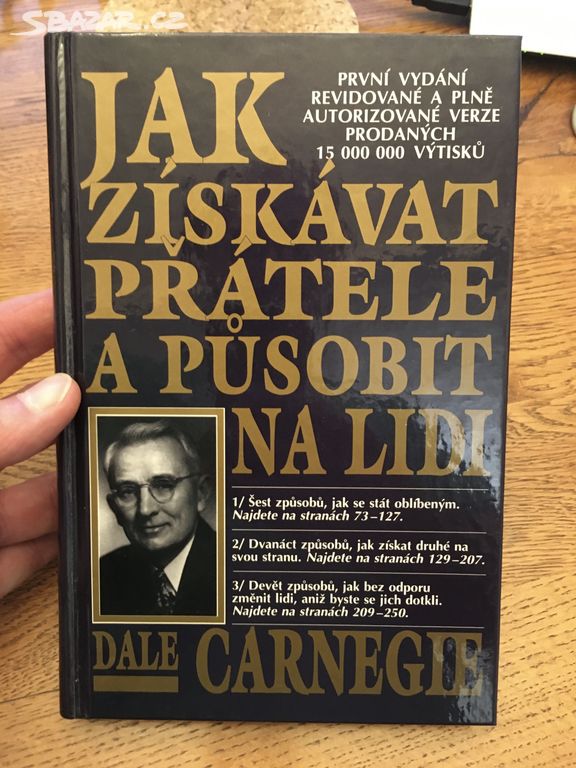 SBAZAR.CZ
PRVNÍ VYDÁNÍ
REVIDOVANÉ A PLNĚ
AUTORIZOVANÉ VERZE
PRODANÝCH
15 000 000 VÝTISKŮ
JAK
ZÍSKÁVAT
PŘÁTELE
A PŮSOBIT
NA LIDI
1/ Šest způsobů, jak se stát oblíbeným.
Najdete na stranách 73–127.
2/ Dvanáct způsobů, jak získat druhé na
svou stranu. Najdete na stranách 129–207.
3/ Devět způsobů, jak bez odporu
změnit lidi, aniž byste se jich dotkli.
Najdete na stranách 209–250.
DALE CARNEGIE